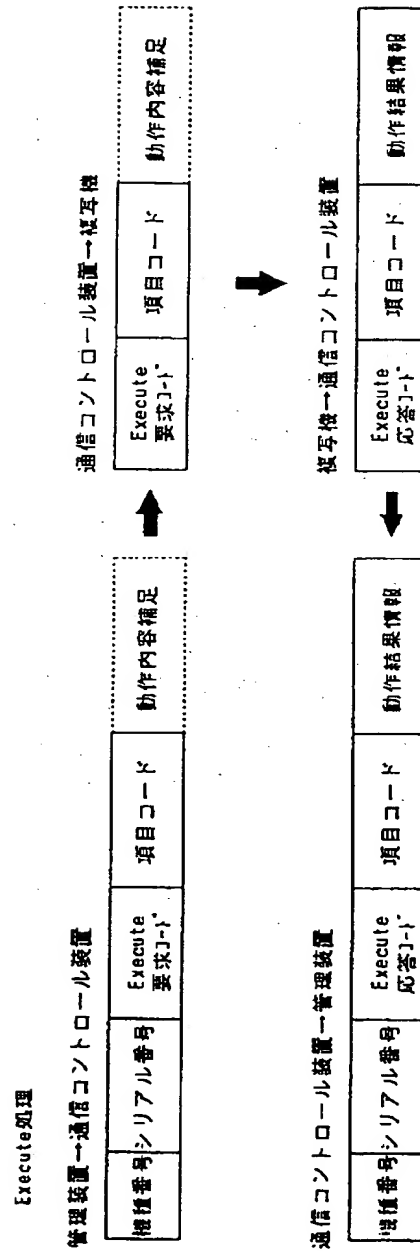 Execute処理
管理装置→通信コントロール装置
機種番号
シリアル番号
Execute
要求コード
項目コード
動作内容補足
通信コントロール装置→複写機
Execute
要求コード
項目コード
動作内容補足
複写機→通信コントロール装置
Execute
応答コード
項目コード
動作結果情報
通信コントロール装置→管理装置
機種番号
シリアル番号
Execute
応答コード
項目コード
動作結果情報